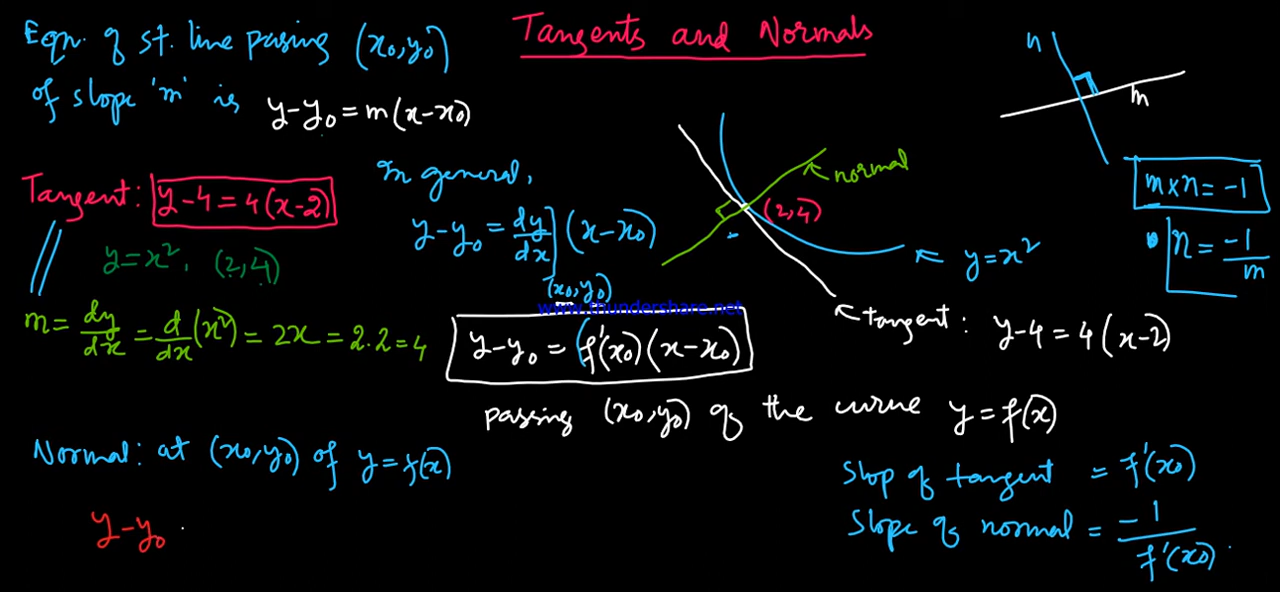 Tangents and Normals
Eqn. of st. line passing (x₀,y₀)
of slope 'm' is y-y₀ = m(x-x₀)
Tangent: y-4 = 4(x-2)
y=x², (2,4)
m = dy/dx = d/dx (x²) = 2x = 2.2 = 4
In general,
y-y₀ = dy/dx](x₀,y₀) (x-x₀)
www.thundershare.net
y-y₀ = (f'(x₀)(x-x₀)
passing (x₀,y₀) of the curve y = f(x)
normal
(2,4)
y = x²
tangent: y-4 = 4(x-2)
n
m
m×n = -1
n = -1/m
Normal: at (x₀,y₀) of y = f(x)
y-y₀
Slop of tangent = f'(x₀)
Slope of normal = -1/f'(x₀).